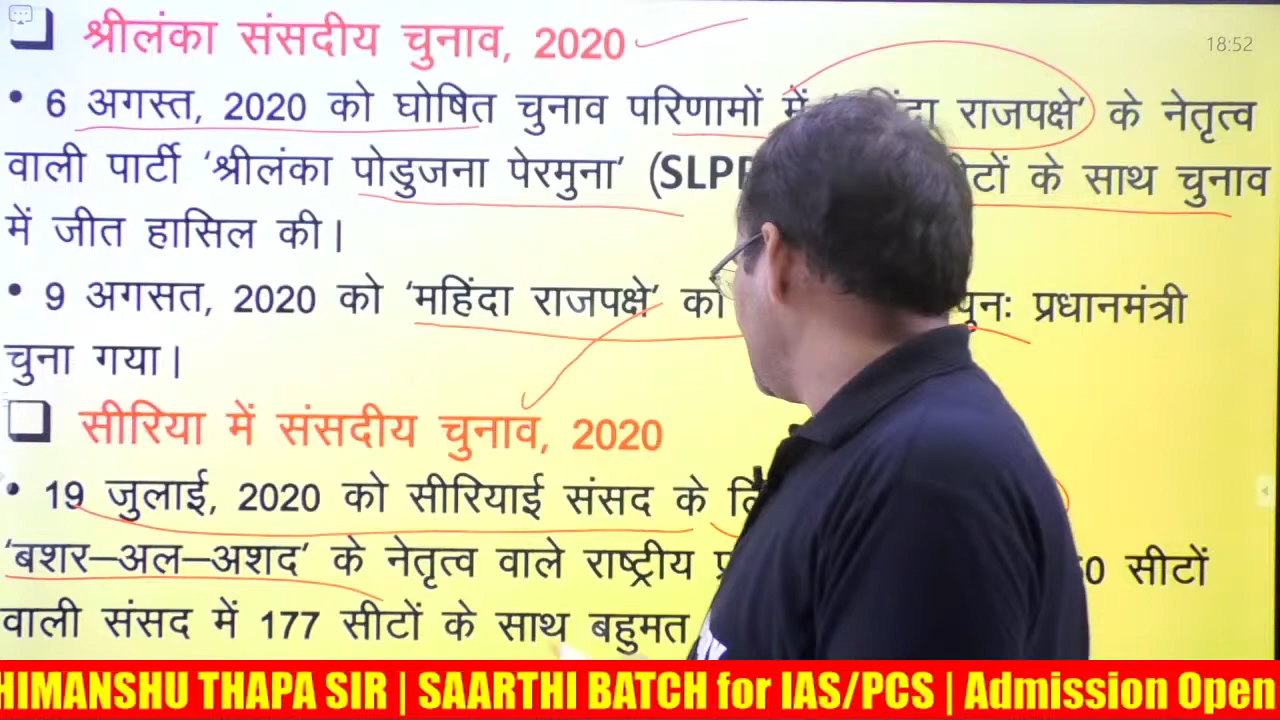 श्रीलंका संसदीय चुनाव, 2020
18:52
• 6 अगस्त, 2020 को घोषित चुनाव परिणामों में राजपक्षे’ के नेतृत्व
वाली पार्टी ‘श्रीलंका पोडुजना पेरमुना’ (SLPP के साथ चुनाव
में जीत हासिल की।
• 9 अगसत, 2020 को ‘महिंदा राजपक्षे’ को पुनः प्रधानमंत्री
चुना गया।
सीरिया में संसदीय चुनाव, 2020
• 19 जुलाई, 2020 को सीरियाई संसद के
‘बशर–अल–अशद’ के नेतृत्व वाले राष्ट्रीय सीटों
वाली संसद में 177 सीटों के साथ बहुमत
HIMANSHU THAPA SIR | SAARTHI BATCH for IAS/PCS | Admission Open